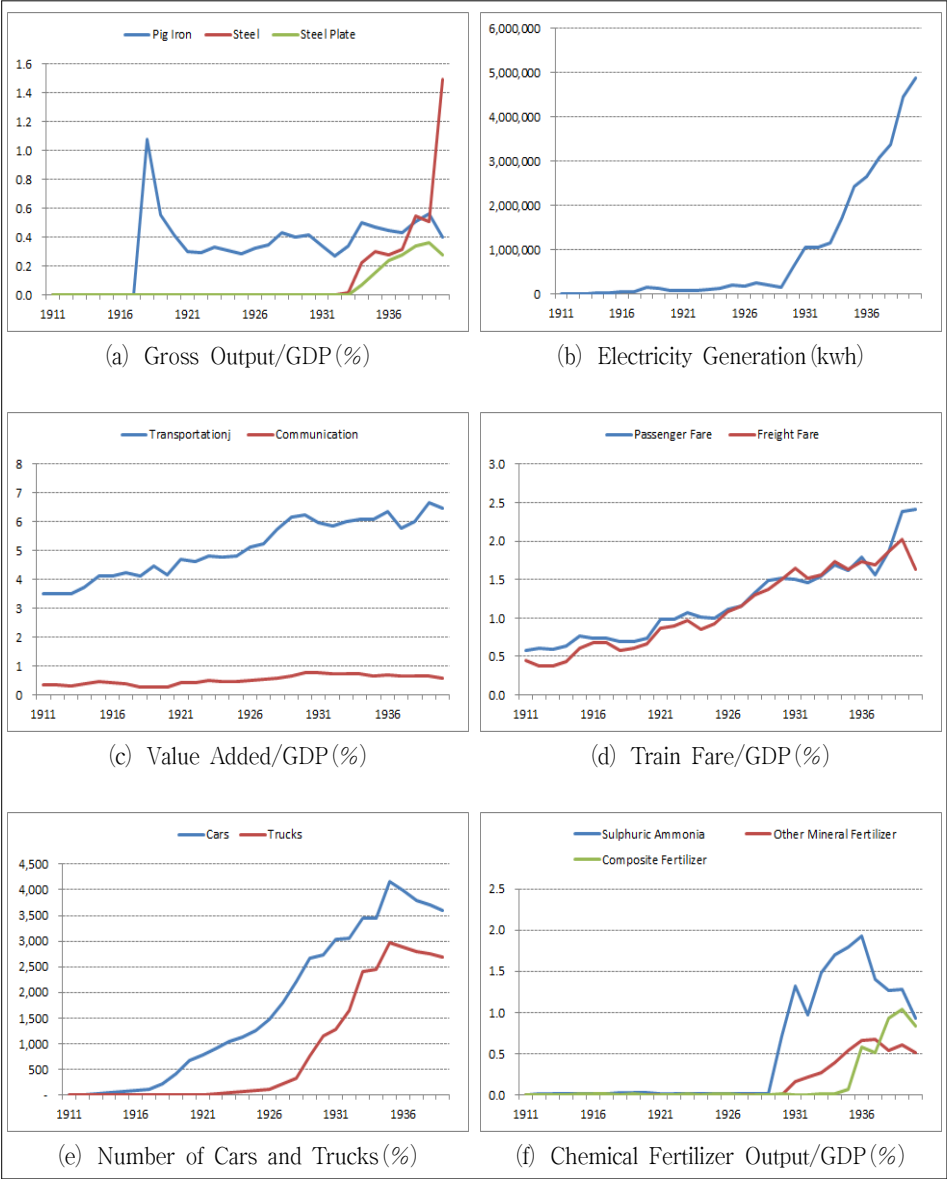 Pig Iron Steel Steel Plate
1.6
1.4
1.2
1.0
0.8
0.6
0.4
0.2
0.0
1911 1916 1921 1926 1931 1936
(a) Gross Output/GDP(%)
6,000,000
5,000,000
4,000,000
3,000,000
2,000,000
1,000,000
0
1911 1916 1921 1926 1931 1936
(b) Electricity Generation(kwh)
Transportationj Communication
8
7
6
5
4
3
2
1
0
1911 1916 1921 1926 1931 1936
(c) Value Added/GDP(%)
Passenger Fare Freight Fare
3.0
2.5
2.0
1.5
1.0
0.5
0.0
1911 1916 1921 1926 1931 1936
(d) Train Fare/GDP(%)
Cars Trucks
4,500
4,000
3,500
3,000
2,500
2,000
1,500
1,000
500
-
1911 1916 1921 1926 1931 1936
(e) Number of Cars and Trucks(%)
Sulphuric Ammonia Other Mineral Fertilizer
Composite Fertilizer
2.5
2.0
1.5
1.0
0.5
0.0
1911 1916 1921 1926 1931 1936
(f) Chemical Fertilizer Output/GDP(%)